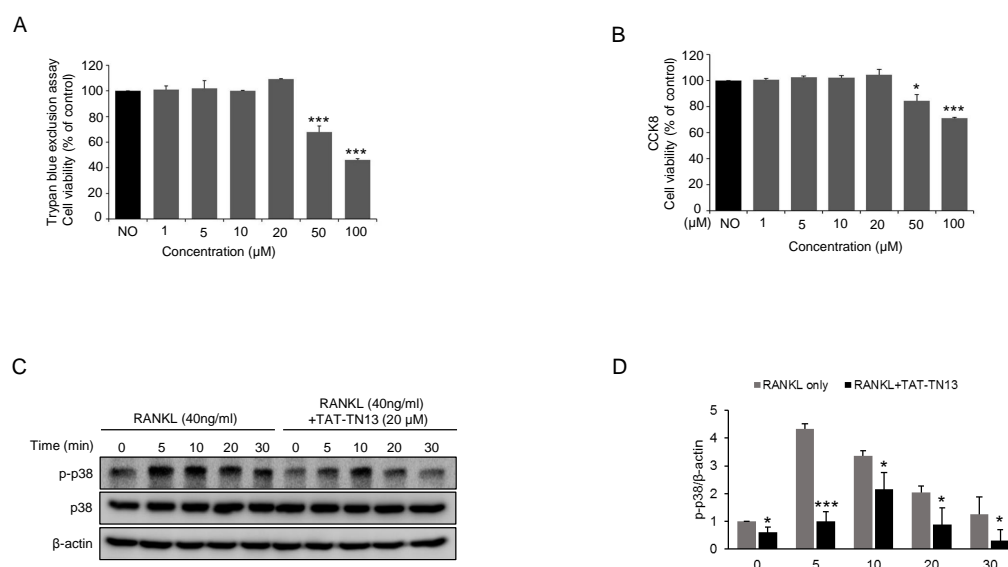 A
Trypan blue exclusion assay
Cell viability (% of control)
120
100
80
60
40
20
0
***
***
NO 1 5 10 20 50 100
Concentration (µM)
B
CCK8
Cell viability (% of control)
120
100
80
60
40
20
0
*
***
(µM) NO 1 5 10 20 50 100
Concentration (µM)
C
RANKL (40ng/ml)
RANKL (40ng/ml)
+TAT-TN13 (20 µM)
Time (min) 0 5 10 20 30 0 5 10 20 30
p-p38
p38
β-actin
D
RANKL only RANKL+TAT-TN13
p-p38/β-actin
5
4
3
2
1
0
*
***
*
*
*
0 5 10 20 30